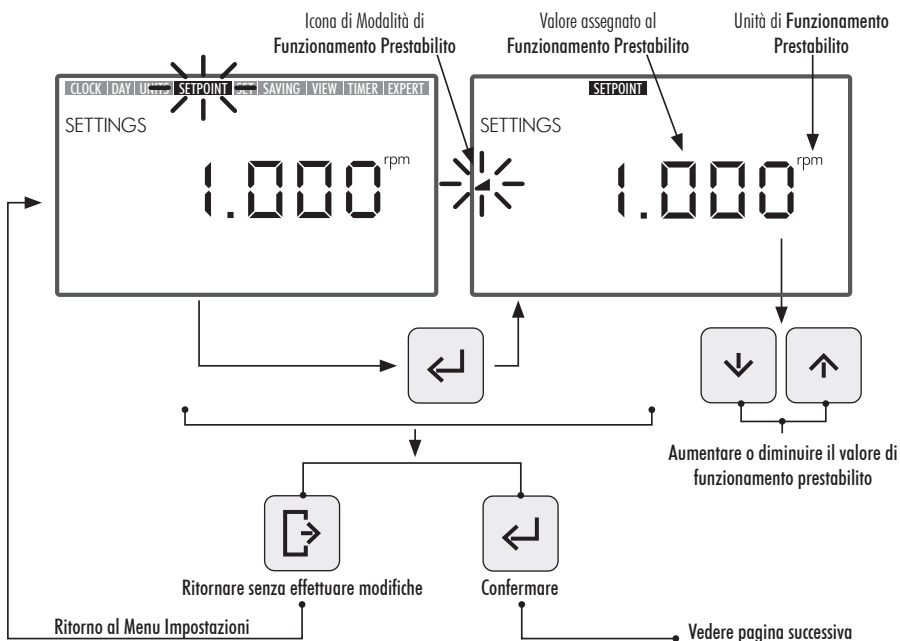 Icona di Modalità di
Funzionamento Prestabilito
Valore assegnato al
Funzionamento Prestabilito
Unità di Funzionamento
Prestabilito
CLOCK DAY UNITS SETPOINT SET SAVING VIEW TIMER EXPERT
SETTINGS
1.000 rpm
SETPOINT
SETTINGS
1.000 rpm
Aumentare o diminuire il valore di
funzionamento prestabilito
Ritornare senza effettuare modifiche
Confermare
Ritorno al Menu Impostazioni
Vedere pagina successiva